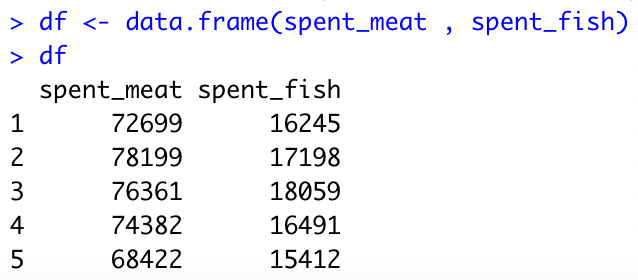 > df <- data.frame(spent_meat , spent_fish)
> df
  spent_meat spent_fish
1      72699      16245
2      78199      17198
3      76361      18059
4      74382      16491
5      68422      15412